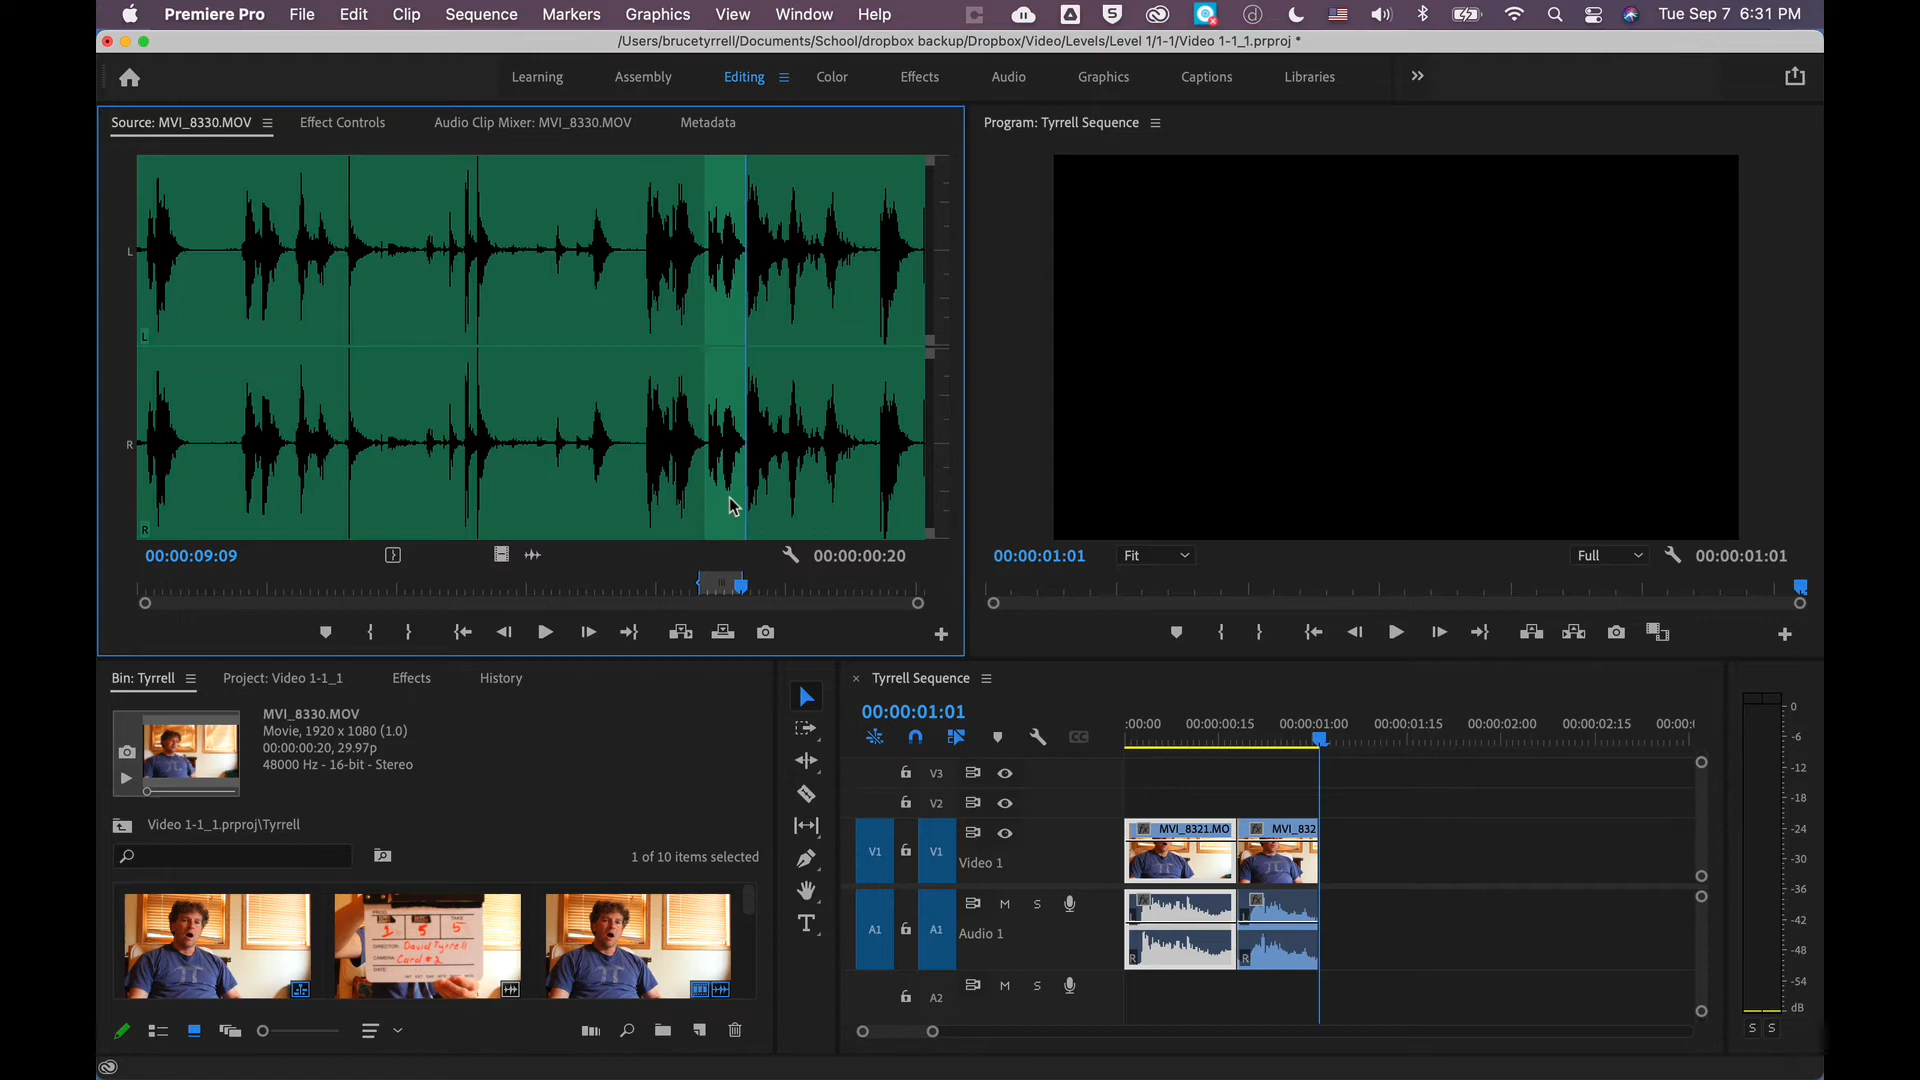 Premiere Pro File Edit Clip Sequence Markers Graphics View Window Help Tue Sep 7 6:31 PM
/Users/brucetyrrell/Documents/School/dropbox backup/Dropbox/Video/Levels/Level 1/1-1/Video 1-1_1.prproj *
Learning Assembly Editing Color Effects Audio Graphics Captions Libraries
Source: MVI_8330.MOV Effect Controls Audio Clip Mixer: MVI_8330.MOV Metadata
Program: Tyrrell Sequence
L
L
R
R
00:00:09:09 00:00:00:20
00:00:01:01 Fit Full 00:00:01:01
Bin: Tyrrell Project: Video 1-1_1 Effects History
MVI_8330.MOV
Movie, 1920 x 1080 (1.0)
00:00:00:20, 29.97p
48000 Hz - 16-bit - Stereo
Video 1-1_1.prproj\Tyrrell
1 of 10 items selected
PROD.
1 5 5
TAKE
DIRECTOR: David Tyrrell
CAMERA: Card #2
DATE:
Tyrrell Sequence
00:00:01:01
:00:00 00:00:00:15 00:00:01:00 00:00:01:15 00:00:02:00 00:00:02:15 00:00:
V3
V2
V1 V1 Video 1
fx MVI_8321.MO fx MVI_832
A1 A1 M S Audio 1
fx fx
R R
A2 M S
0
-6
-12
-18
-24
-30
-36
-42
-48
-54
dB
S S